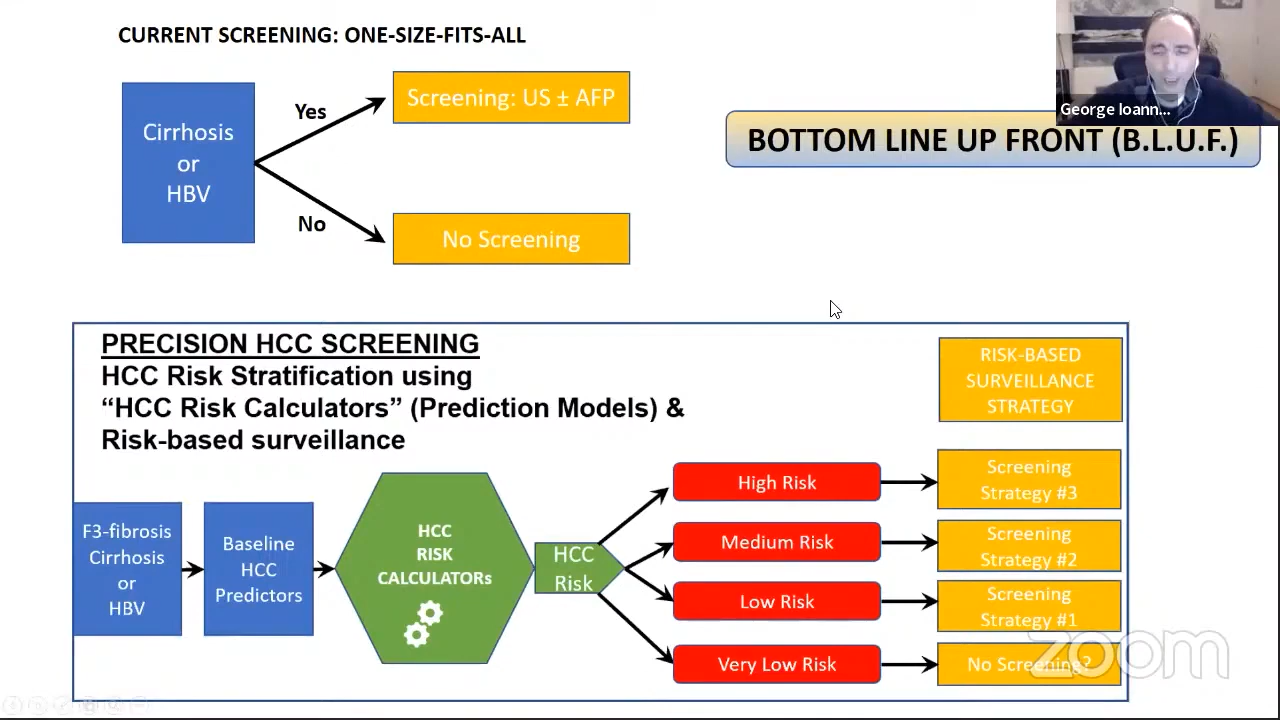 CURRENT SCREENING: ONE-SIZE-FITS-ALL
Cirrhosis
or
HBV
Yes
No
Screening: US ± AFP
No Screening
George Ioann...
BOTTOM LINE UP FRONT (B.L.U.F.)
PRECISION HCC SCREENING
HCC Risk Stratification using
“HCC Risk Calculators” (Prediction Models) &
Risk-based surveillance
RISK-BASED
SURVEILLANCE
STRATEGY
F3-fibrosis
Cirrhosis
or
HBV
Baseline
HCC
Predictors
HCC
RISK
CALCULATORs
HCC
Risk
High Risk
Screening
Strategy #3
Medium Risk
Screening
Strategy #2
Low Risk
Screening
Strategy #1
Very Low Risk
No Screening?
zoom